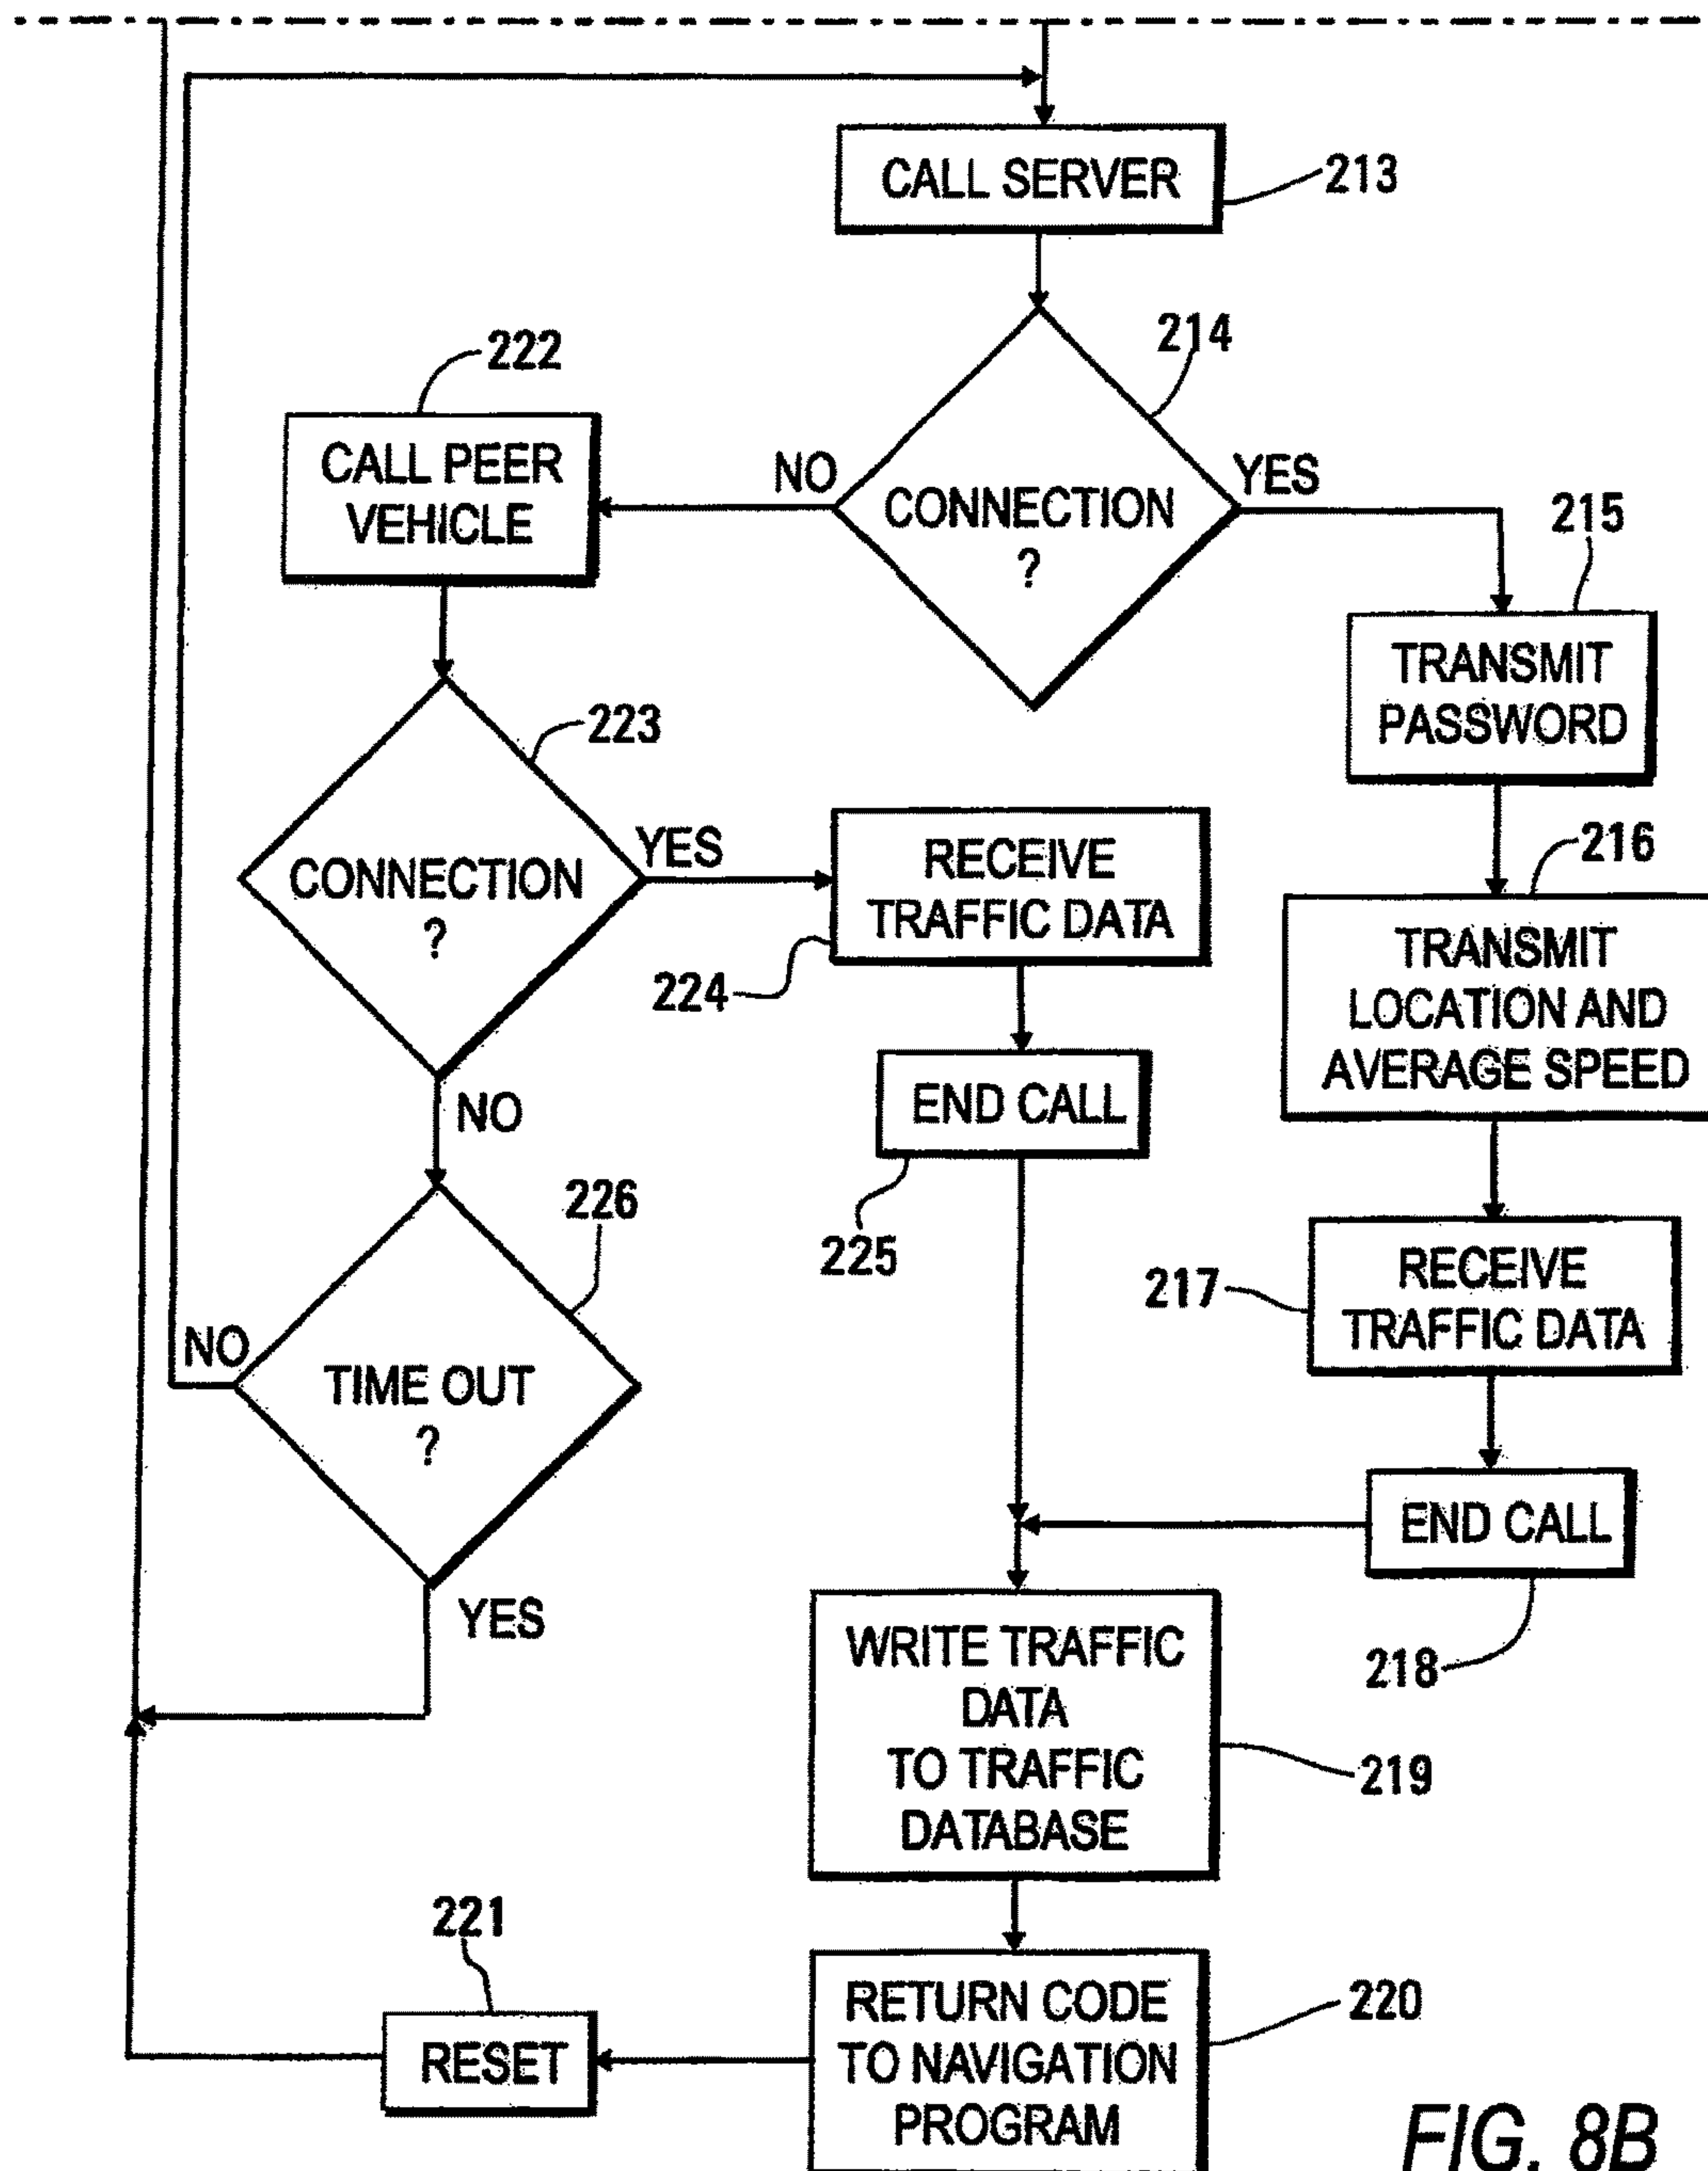 CALL SERVER
213
214
222
CALL PEER
VEHICLE
NO
YES
CONNECTION
?
215
TRANSMIT
PASSWORD
223
CONNECTION
?
YES
RECEIVE
TRAFFIC DATA
224
216
TRANSMIT
LOCATION AND
AVERAGE SPEED
END CALL
225
NO
226
217
RECEIVE
TRAFFIC DATA
NO
TIME OUT
?
YES
END CALL
218
WRITE TRAFFIC
DATA
TO TRAFFIC
DATABASE
219
221
RESET
RETURN CODE
TO NAVIGATION
PROGRAM
220
FIG. 8B